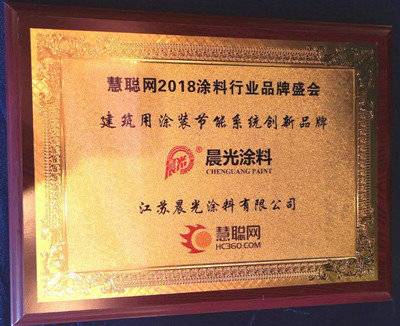 慧聪网2018涂料行业品牌盛会
建筑用涂装节能系统创新品牌
晨光® 晨光涂料
CHENGUANG PAINT
江苏晨光涂料有限公司
慧聪网
HC360.COM